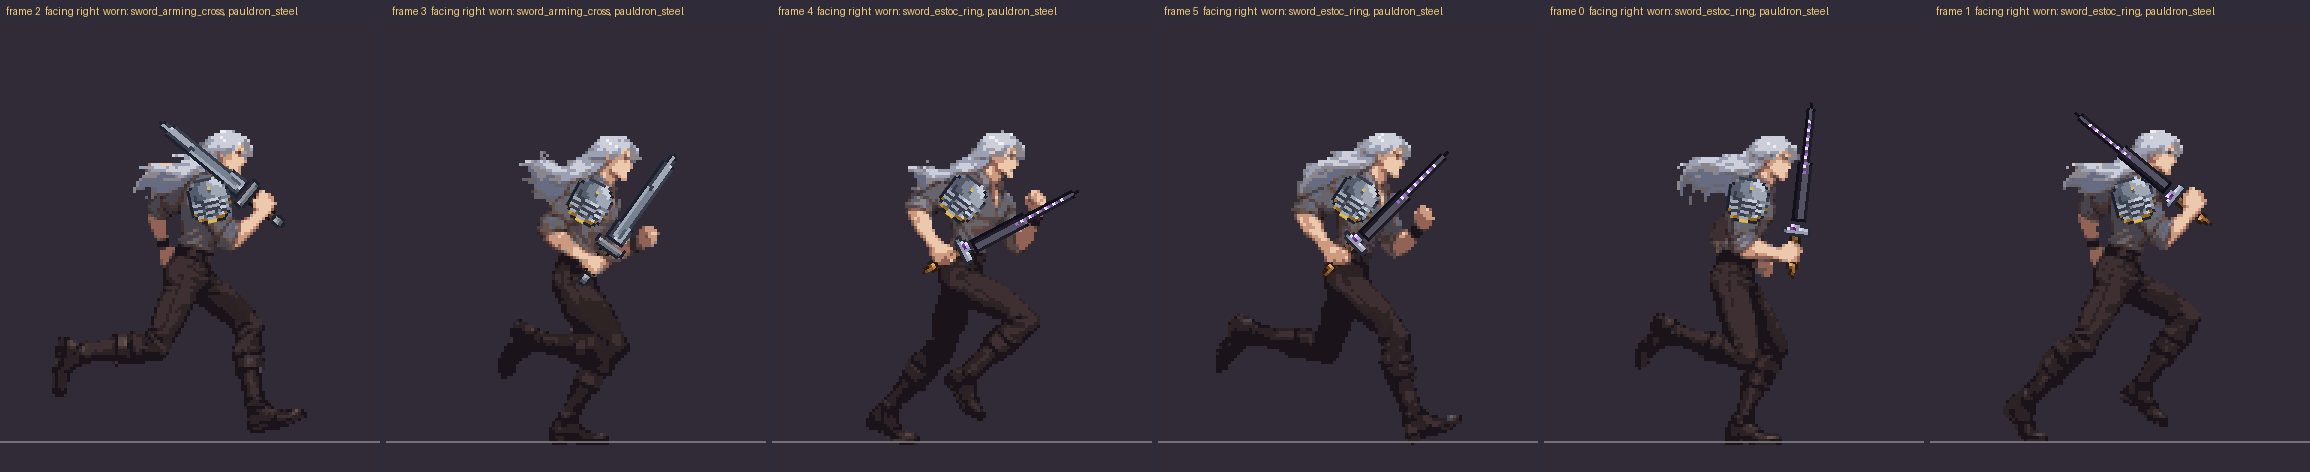 frame 2 facing right worn: sword_arming_cross, pauldron_steel
frame 3 facing right worn: sword_arming_cross, pauldron_steel
frame 4 facing right worn: sword_estoc_ring, pauldron_steel
frame 5 facing right worn: sword_estoc_ring, pauldron_steel
frame 0 facing right worn: sword_estoc_ring, pauldron_steel
frame 1 facing right worn: sword_estoc_ring, pauldron_steel